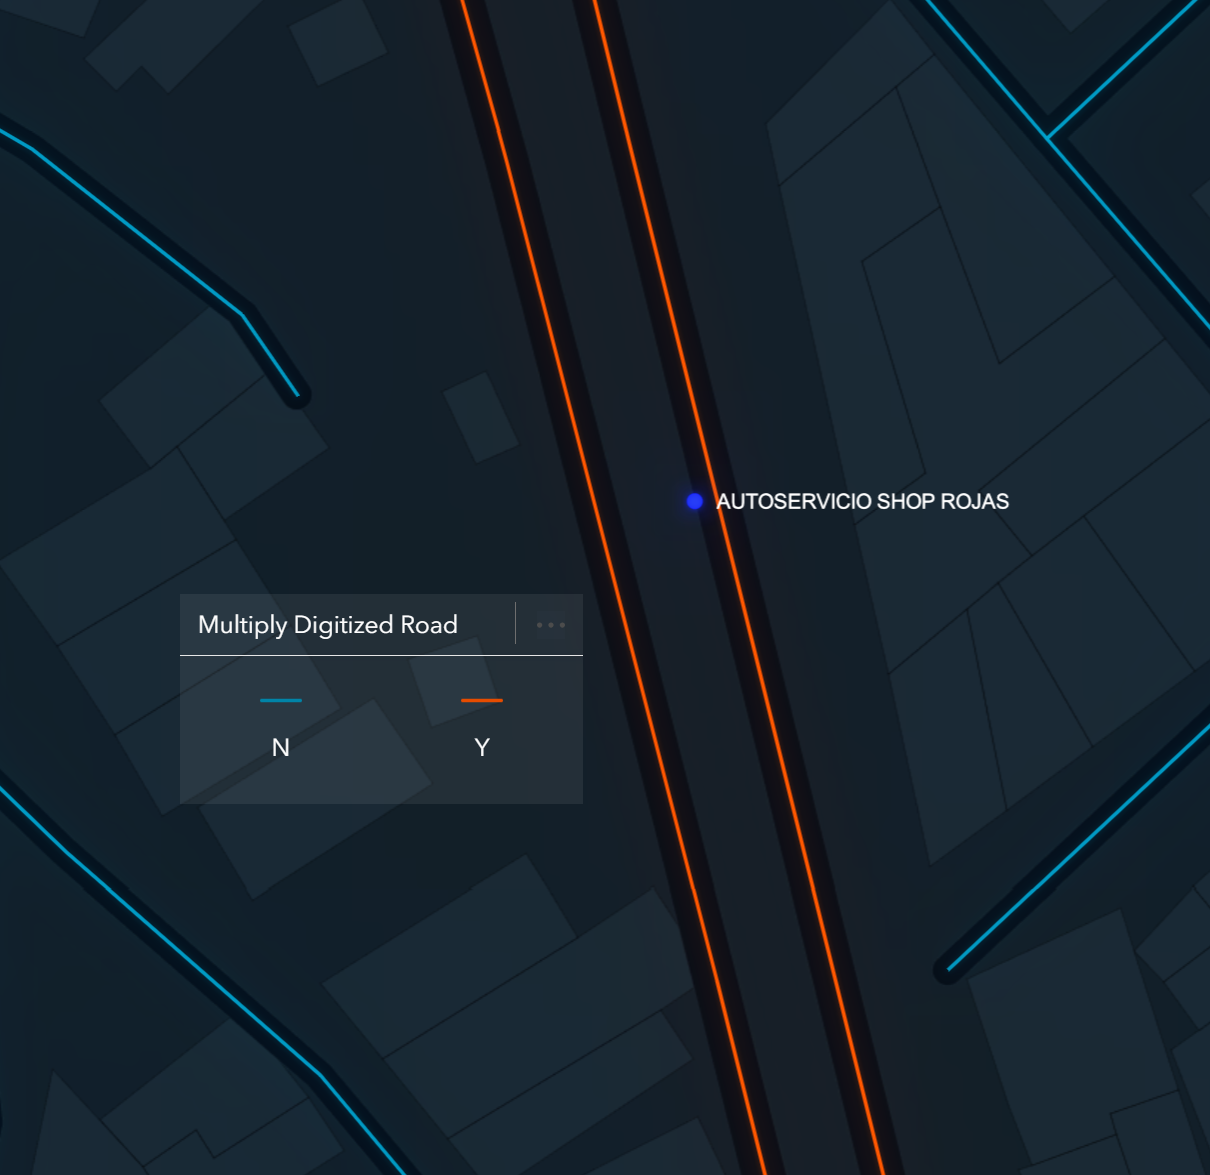 AUTOSERVICIO SHOP ROJAS
Multiply Digitized Road
N
Y